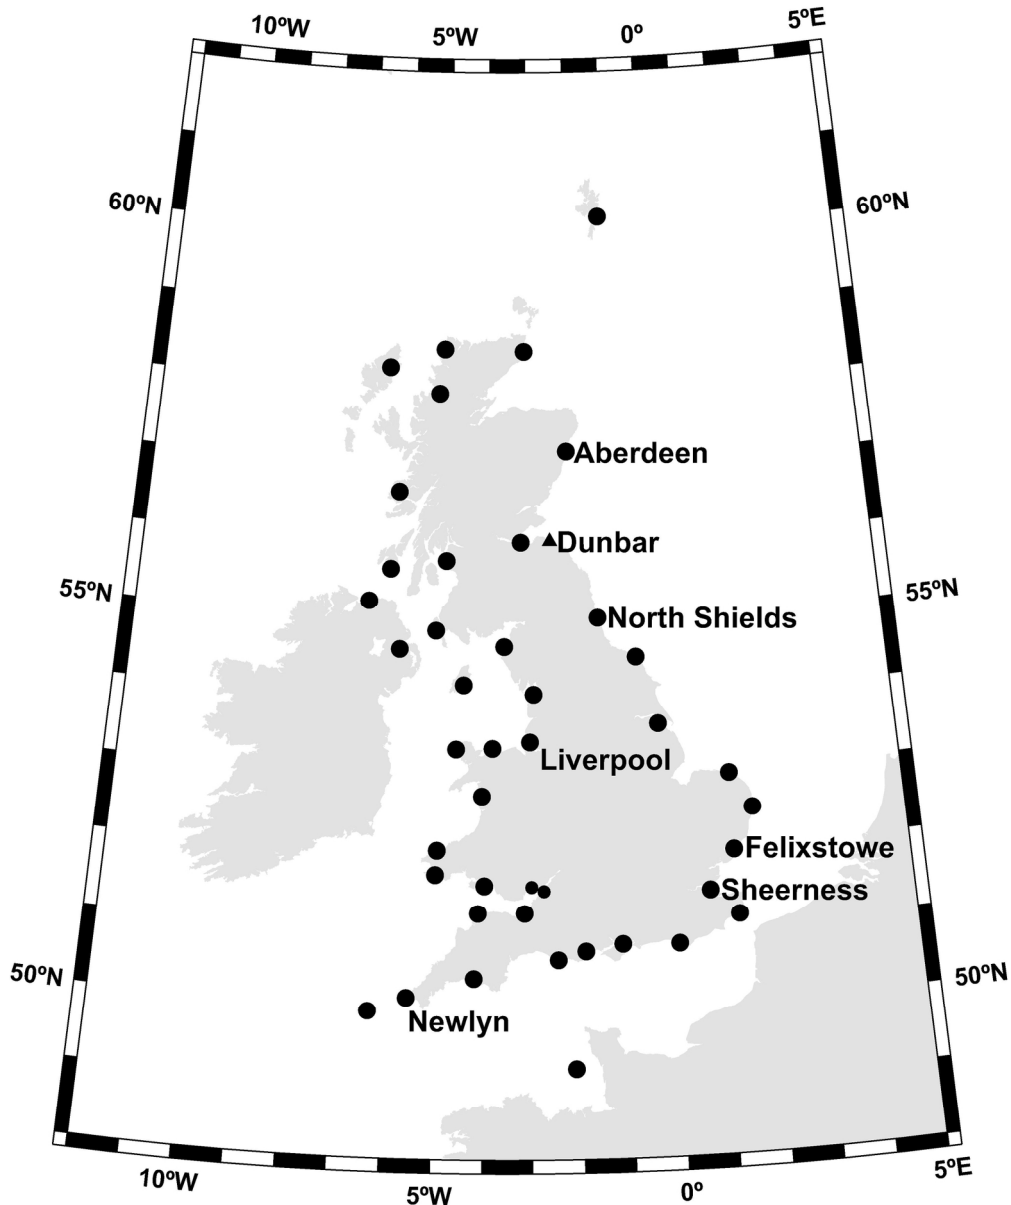 10ºW
5ºW
0º
5ºE
60ºN
60ºN
Aberdeen
Dunbar
55ºN
55ºN
North Shields
Liverpool
Felixstowe
Sheerness
50ºN
50ºN
Newlyn
10ºW
5ºW
0º
5ºE